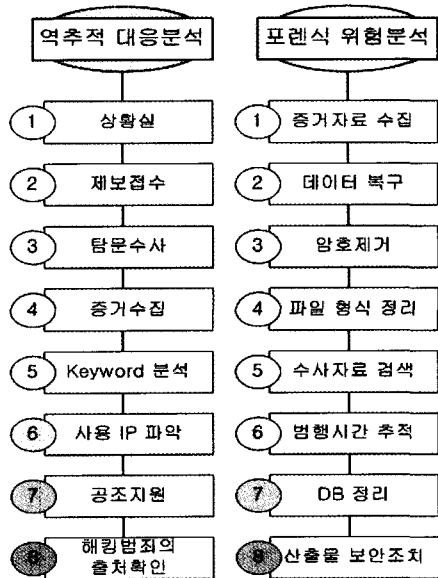 역추적 대응분석
1 상황실
2 제보접수
3 탐문수사
4 증거수집
5 Keyword 분석
6 사용 IP 파악
7 공조지원
8 해킹범죄의
출처확인
포렌식 위험분석
1 증거자료 수집
2 데이터 복구
3 암호제거
4 파일 형식 정리
5 수사자료 검색
6 범행시간 추적
7 DB 정리
8 산출물 보안조치